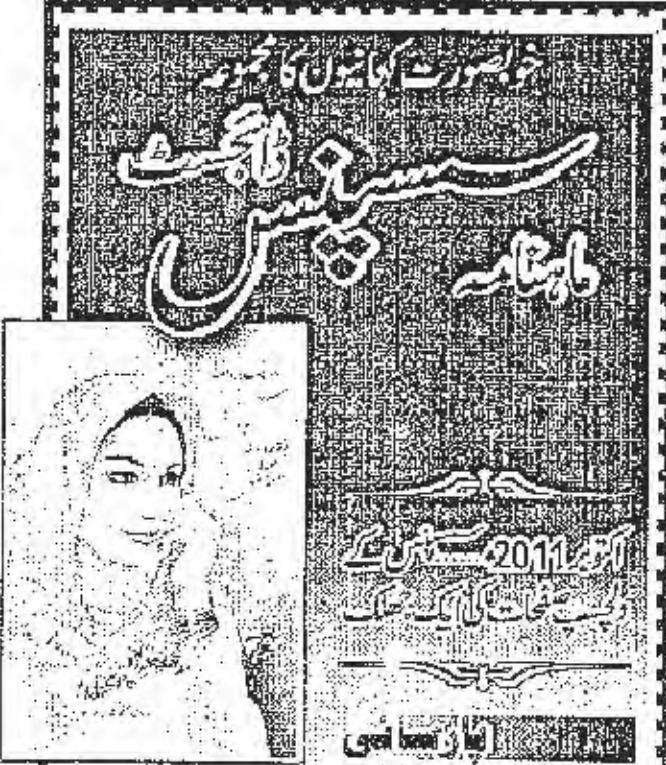 خوبصورت کہانیوں کا مجموعہ
ماہنامہ سسپنس ڈائجسٹ
اکتوبر 2011 سسپنس کے
دلچسپ صفحات کی ایک جھلک